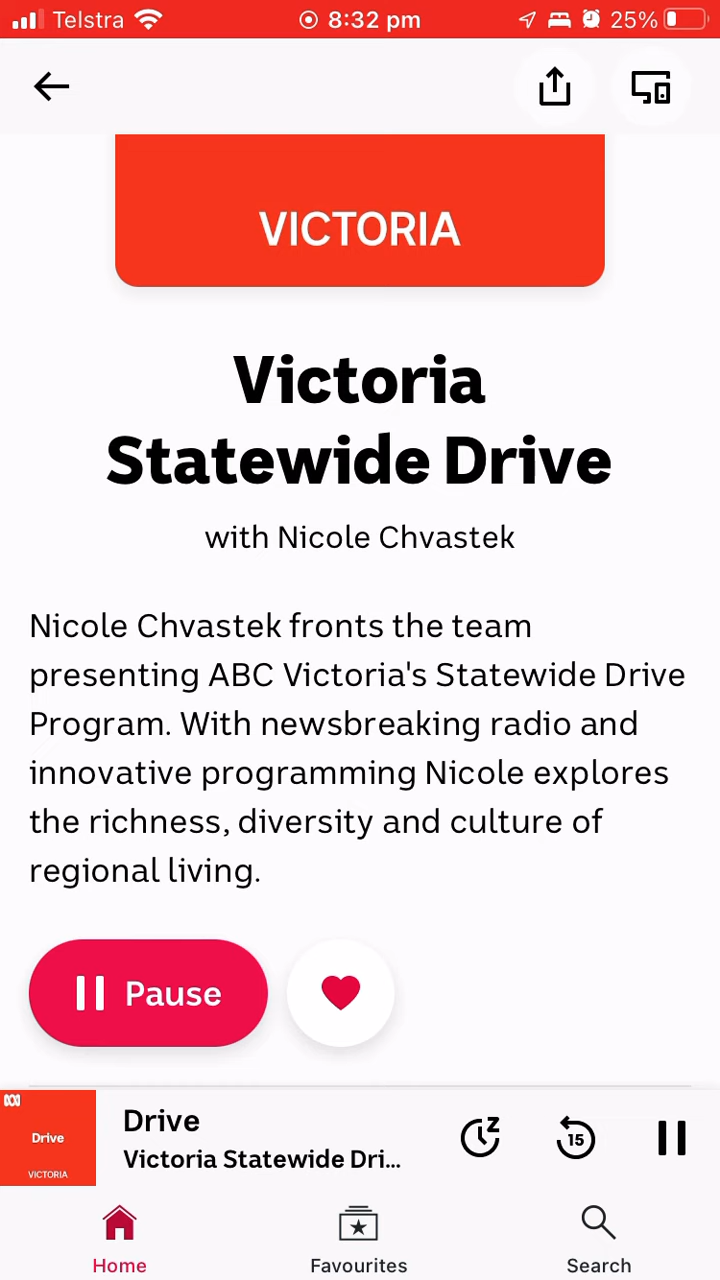 Telstra 8:32 pm 25%
VICTORIA
Victoria
Statewide Drive
with Nicole Chvastek
Nicole Chvastek fronts the team
presenting ABC Victoria's Statewide Drive
Program. With newsbreaking radio and
innovative programming Nicole explores
the richness, diversity and culture of
regional living.
Pause
Drive
VICTORIA
Drive
Victoria Statewide Dri...
z
15
Home Favourites Search